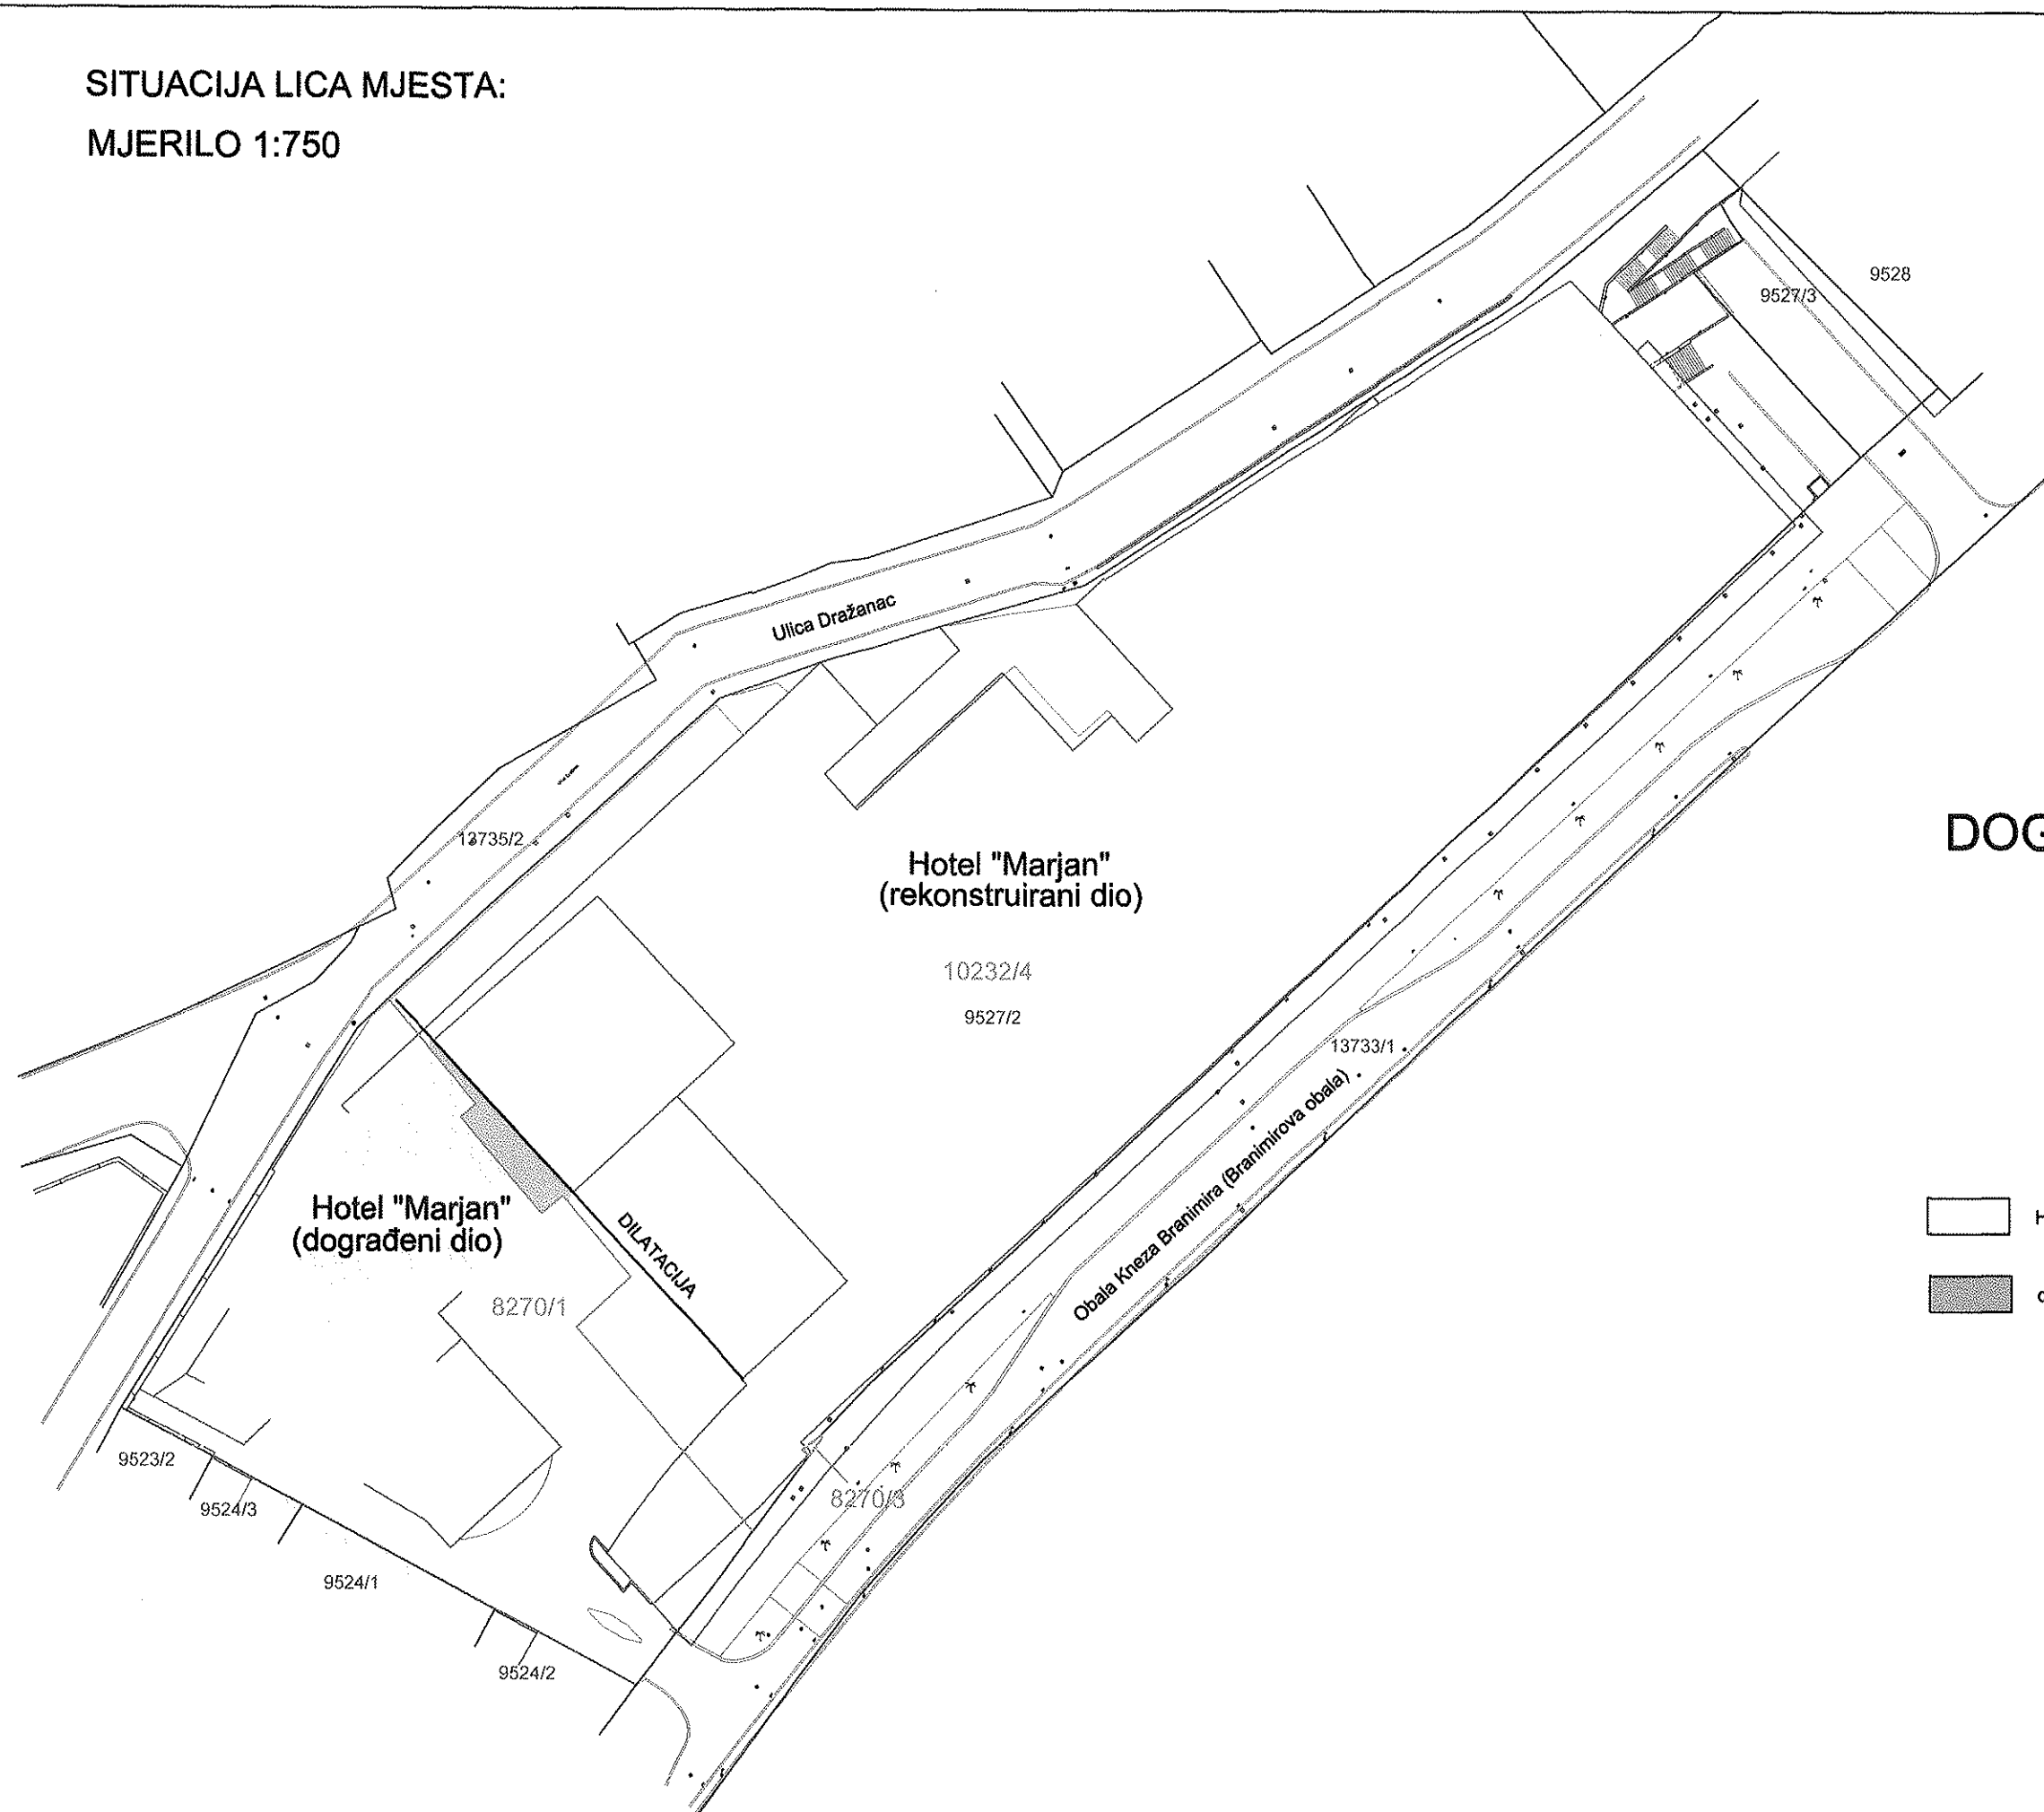 SITUACIJA LICA MJESTA:
MJERILO 1:750
9528
9527/3
Ulica Dražanac
13735/2
DOG
Hotel "Marjan"
(rekonstruirani dio)
10232/4
9527/2
13733/1
Obala Kneza Branimira (Branimirova obala)
Hotel "Marjan"
(dograđeni dio)
DILATACIJA
8270/1
9523/2
9524/3
8270/3
9524/1
9524/2